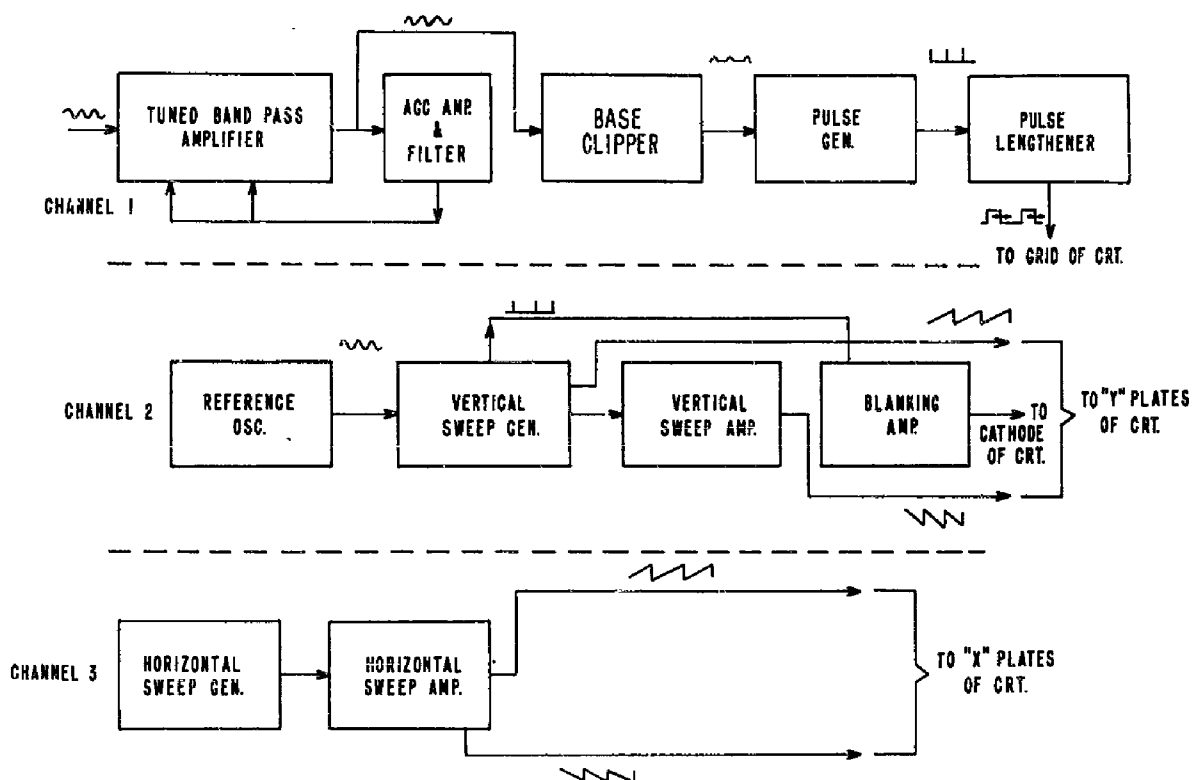 TUNED BAND PASS
AMPLIFIER
AGC AMP.
&
FILTER
BASE
CLIPPER
PULSE
GEN.
PULSE
LENGTHENER
CHANNEL 1
TO GRID OF CRT.
CHANNEL 2
REFERENCE
OSC.
VERTICAL
SWEEP GEN.
VERTICAL
SWEEP AMP.
BLANKING
AMP.
TO
CATHODE
OF CRT.
TO "Y" PLATES
OF CRT.
CHANNEL 3
HORIZONTAL
SWEEP GEN.
HORIZONTAL
SWEEP AMP.
TO "X" PLATES
OF CRT.